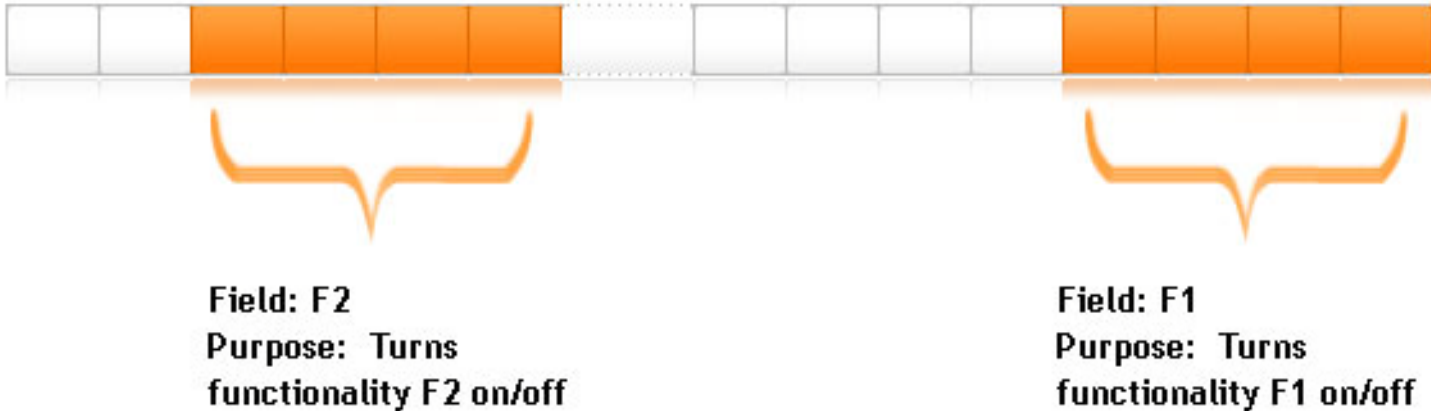 Field: F2
Purpose: Turns
functionality F2 on/off
Field: F1
Purpose: Turns
functionality F1 on/off